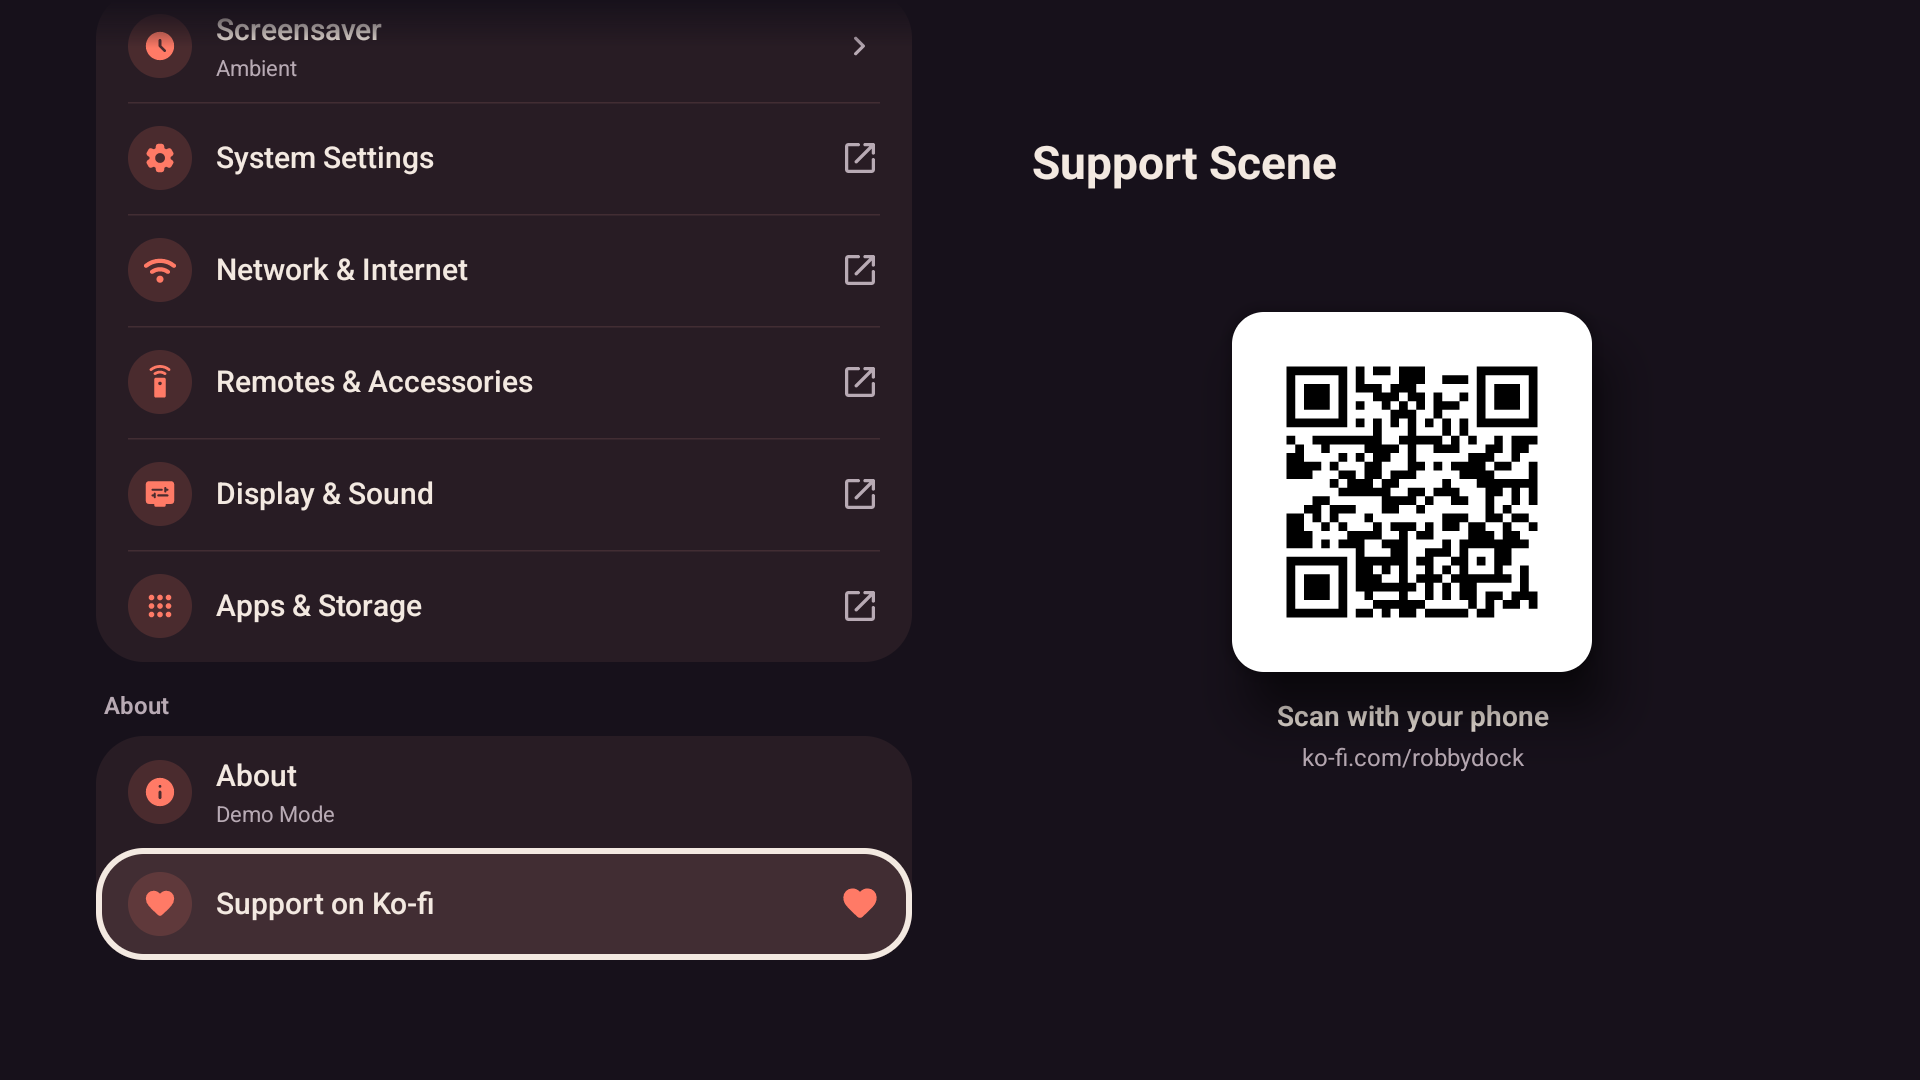 Screensaver
Ambient
System Settings
Network & Internet
Remotes & Accessories
Display & Sound
Apps & Storage
About
About
Demo Mode
Support on Ko-fi
Support Scene
Scan with your phone
ko-fi.com/robbydock